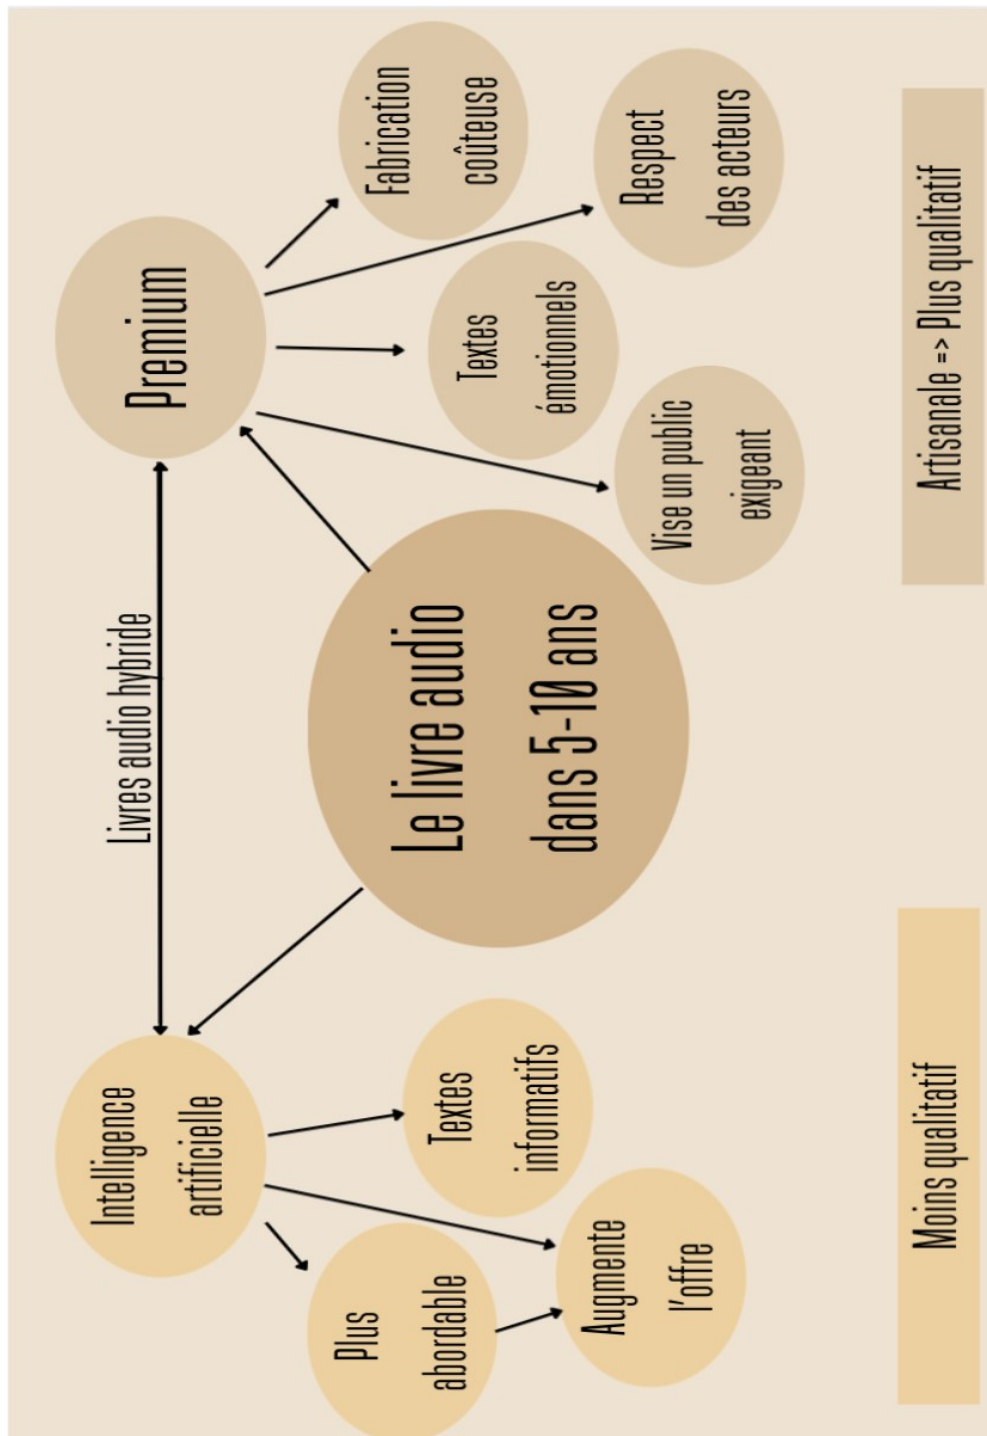 Livres audio hybride
Intelligence
artificielle
Premium
Le livre audio
dans 5-10 ans
Plus
abordable
Textes
informatifs
Augmente
l'offre
Fabrication
coûteuse
Textes
émotionnels
Respect
des acteurs
Vise un public
exigeant
Moins qualitatif
Artisanale => Plus qualitatif